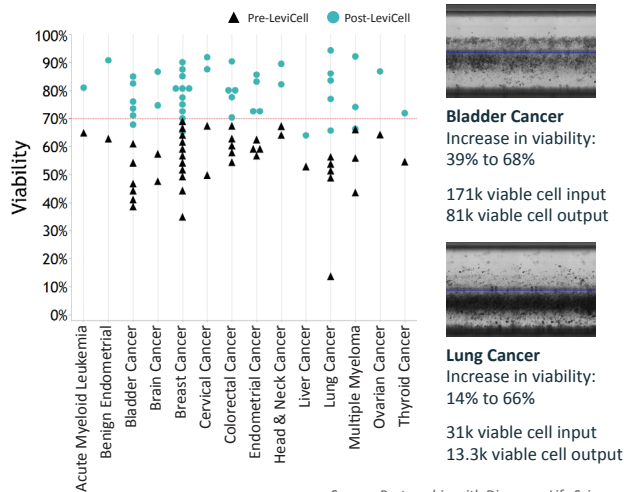 Pre-LeviCell
Post-LeviCell
100%
90%
80%
70%
60%
50%
40%
30%
20%
10%
0%
Viability
Acute Myeloid Leukemia
Benign Endometrial
Bladder Cancer
Brain Cancer
Breast Cancer
Cervical Cancer
Colorectal Cancer
Endometrial Cancer
Head & Neck Cancer
Liver Cancer
Lung Cancer
Multiple Myeloma
Ovarian Cancer
Thyroid Cancer
Bladder Cancer
Increase in viability:
39% to 68%
171k viable cell input
81k viable cell output
Lung Cancer
Increase in viability:
14% to 66%
31k viable cell input
13.3k viable cell output